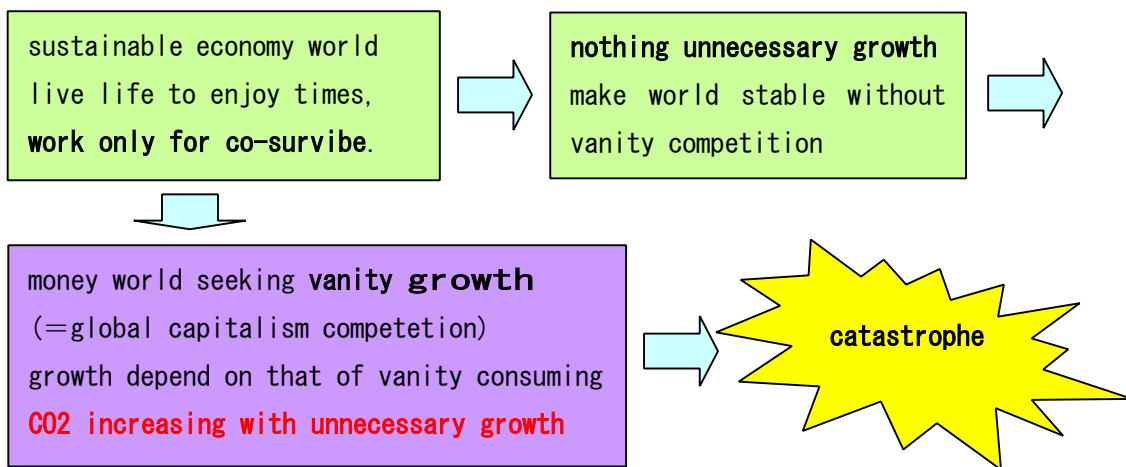 sustainable economy world
live life to enjoy times,
work only for co-survibe.
nothing unnecessary growth
make world stable without
vanity competition
money world seeking vanity growth
(=global capitalism competetion)
growth depend on that of vanity consuming
CO2 increasing with unnecessary growth
catastrophe